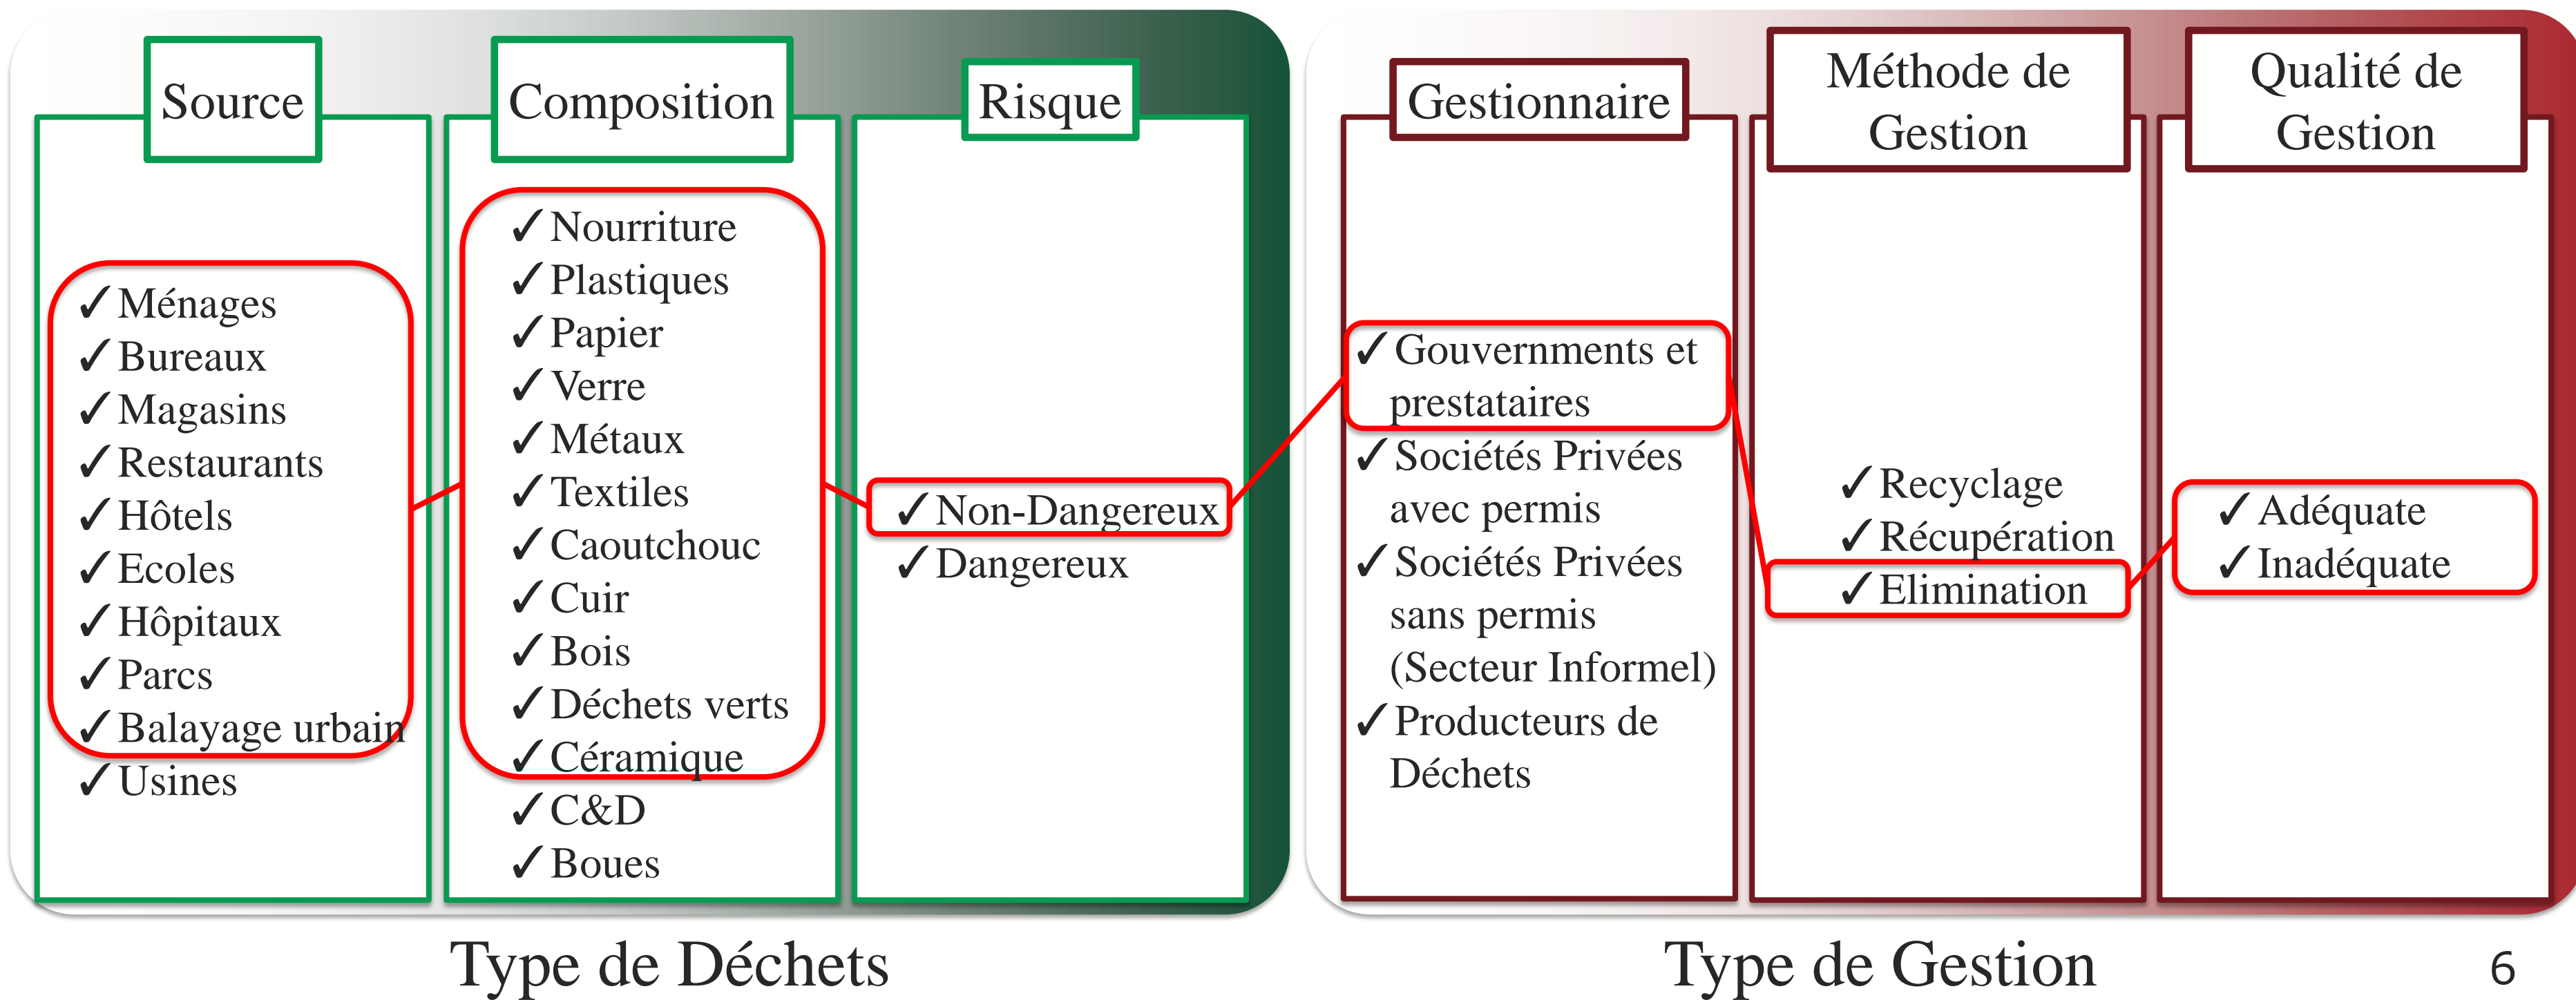 Source
✓Ménages
✓Bureaux
✓Magasins
✓Restaurants
✓Hôtels
✓Ecoles
✓Hôpitaux
✓Parcs
✓Balayage urbain
✓Usines
Composition
✓Nourriture
✓Plastiques
✓Papier
✓Verre
✓Métaux
✓Textiles
✓Caoutchouc
✓Cuir
✓Bois
✓Déchets verts
✓Céramique
✓C&D
✓Boues
Risque
✓Non-Dangereux
✓Dangereux
Type de Déchets
Gestionnaire
✓Gouvernments et
prestataires
✓Sociétés Privées
avec permis
✓Sociétés Privées
sans permis
(Secteur Informel)
✓Producteurs de
Déchets
Méthode de
Gestion
✓Recyclage
✓Récupération
✓Elimination
Qualité de
Gestion
✓Adéquate
✓Inadéquate
Type de Gestion
6